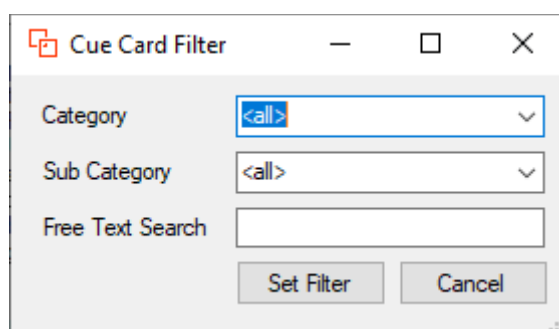 Cue Card Filter
Category <all>
Sub Category <all>
Free Text Search
Set Filter Cancel